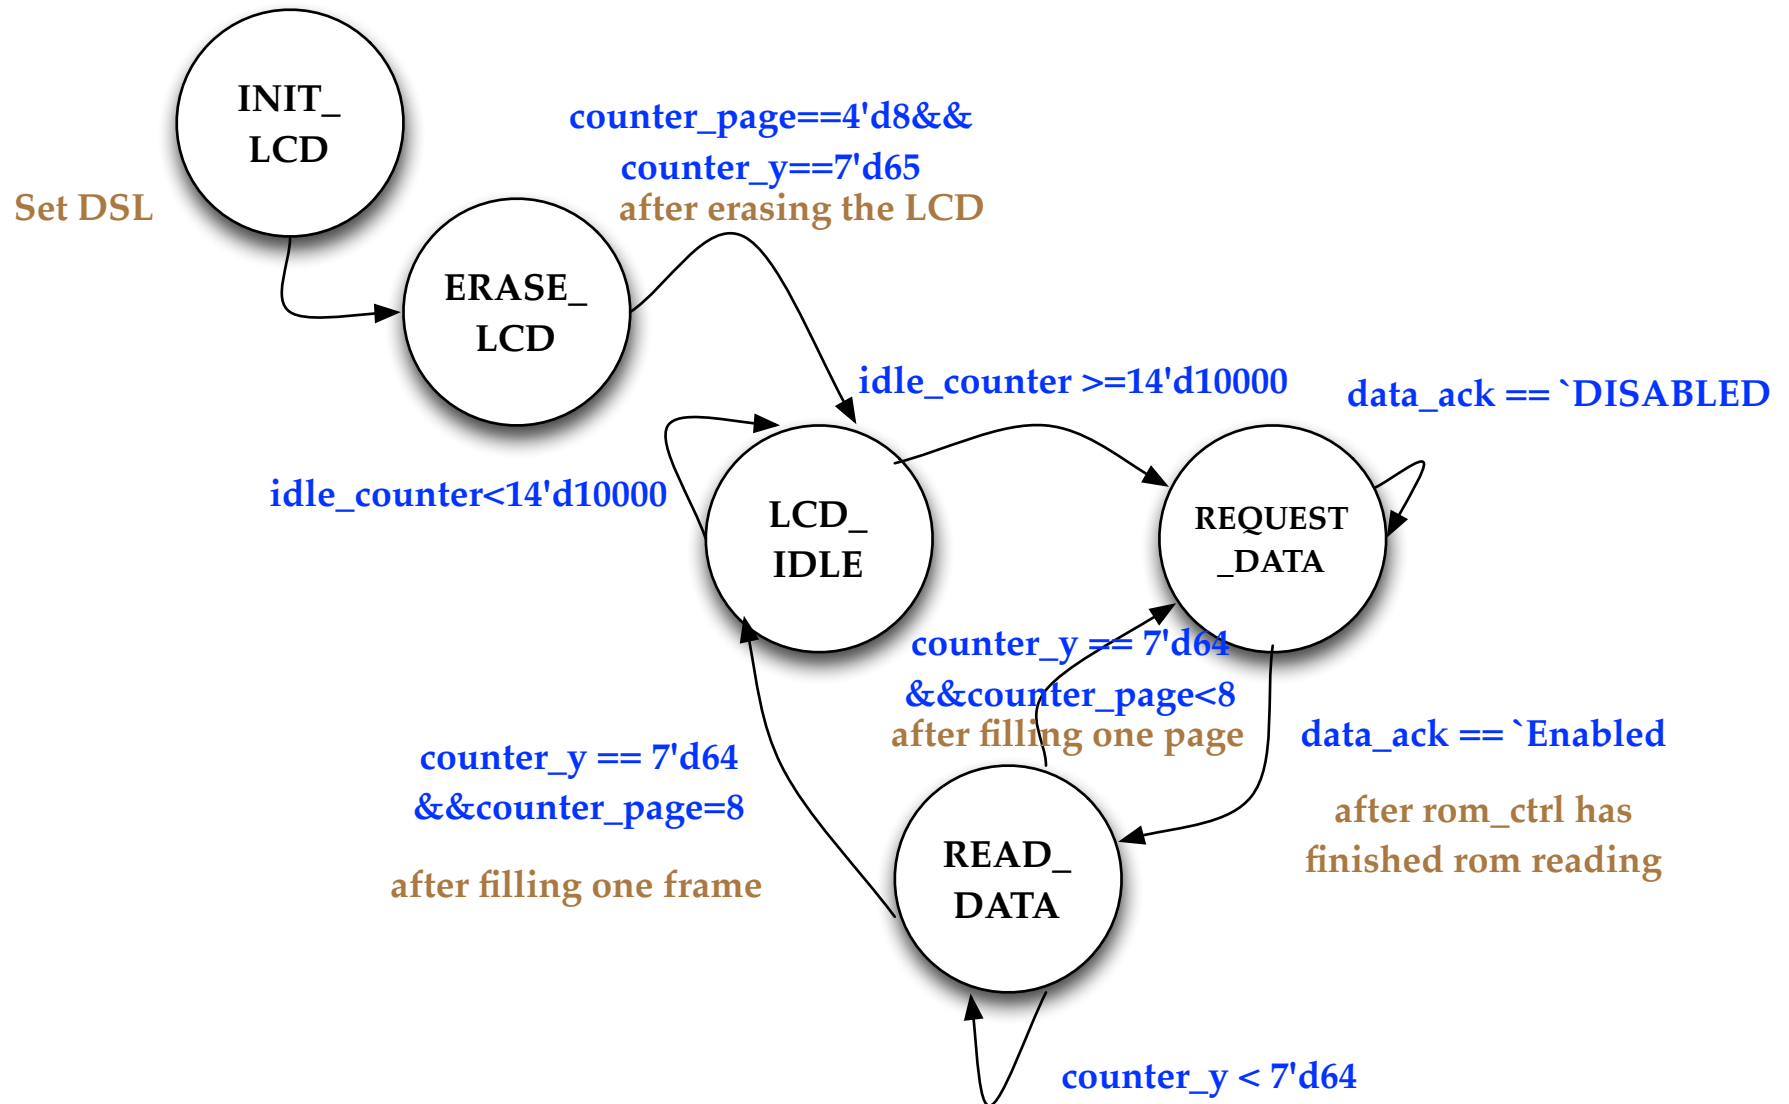 INIT_
LCD
Set DSL
counter_page==4'd8&&
counter_y==7'd65
after erasing the LCD
ERASE_
LCD
idle_counter >=14'd10000
data_ack == `DISABLED
idle_counter<14'd10000
LCD_
IDLE
REQUEST
_DATA
counter_y == 7'd64
&&counter_page<8
after filling one page
data_ack == `Enabled
after rom_ctrl has
finished rom reading
counter_y == 7'd64
&&counter_page=8
after filling one frame
READ_
DATA
counter_y < 7'd64